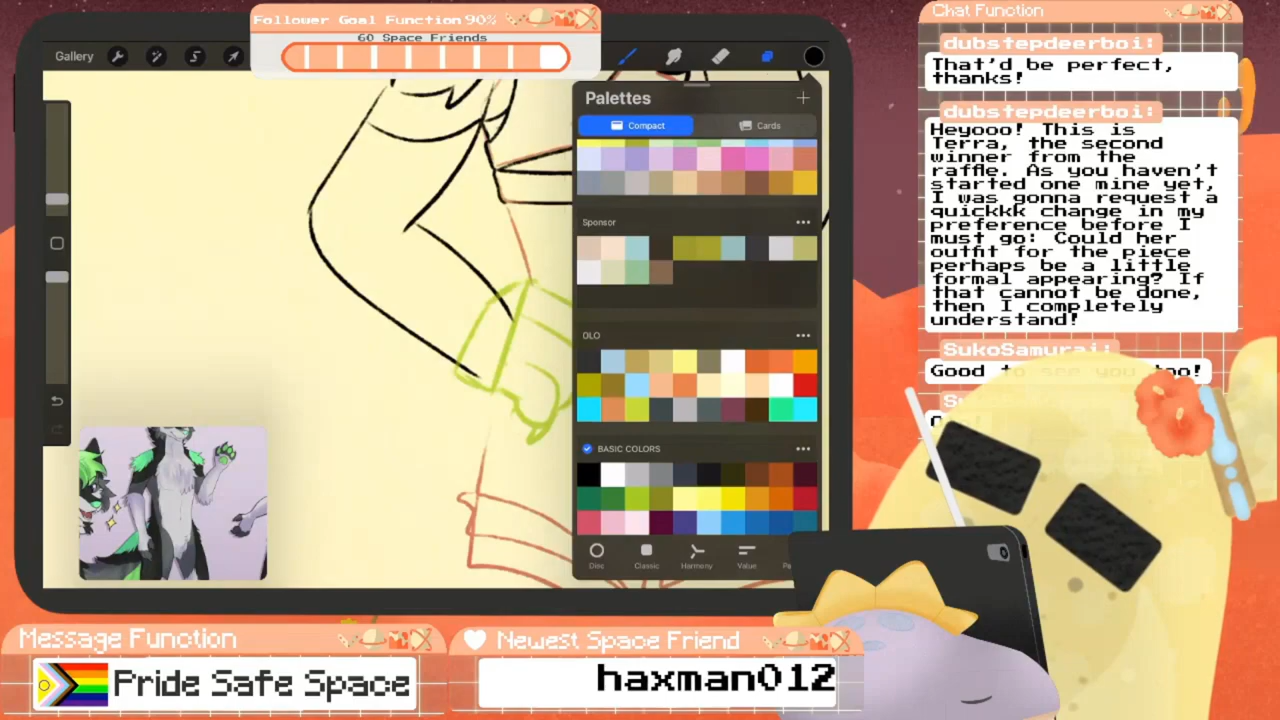 Follower Goal Function 90%
60 Space Friends
Gallery
Palettes
Compact
Cards
Sponsor
OLO
BASIC COLORS
Disc
Classic
Harmony
Value
Chat Function
dubstepdeerboi:
That'd be perfect,
thanks!
dubstepdeerboi:
Heyooo! This is
Terra, the second
winner from the
raffle. As you haven't
started one mine yet,
I was gonna request a
quickkk change in my
preference before I
must go: Could her
outfit for the piece
perhaps be a little
formal appearing? If
that cannot be done,
then I completely
understand!
SukoSamurai:
Good to see you too!
Message Function
Pride Safe Space
Newest Space Friend
haxman012